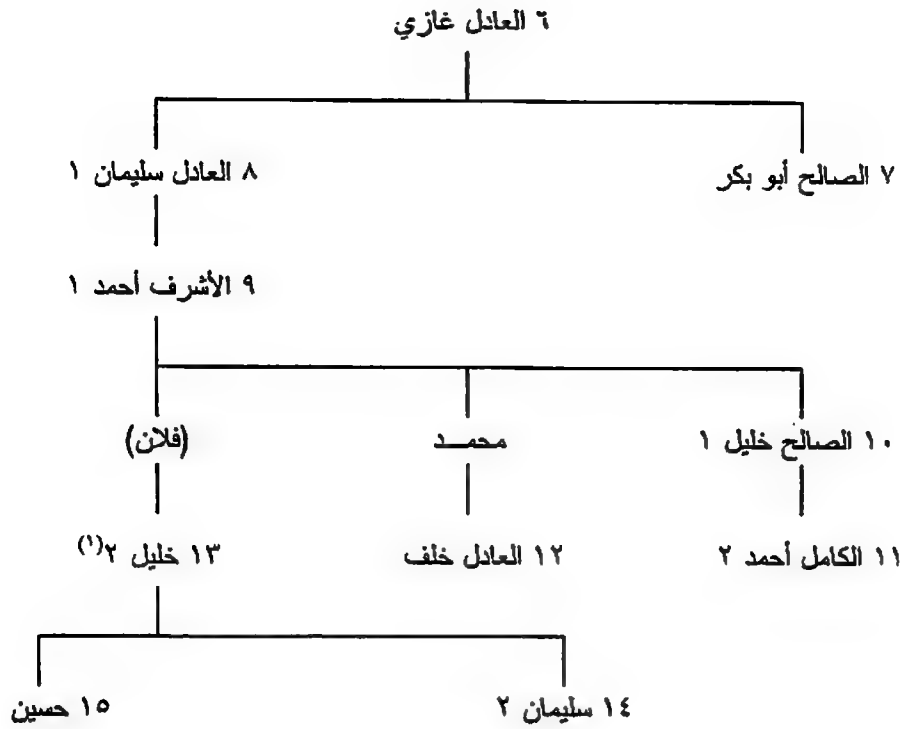 ٦ العادل غازي
٧ الصالح أبو بكر
٨ العادل سليمان ١
٩ الأشرف أحمد ١
١٠ الصالح خليل ١
محمــد
(فلان)
١١ الكامل أحمد ٢
١٢ العادل خلف
١٣ خليل ٢(١)
١٤ سليمان ٢
١٥ حسين